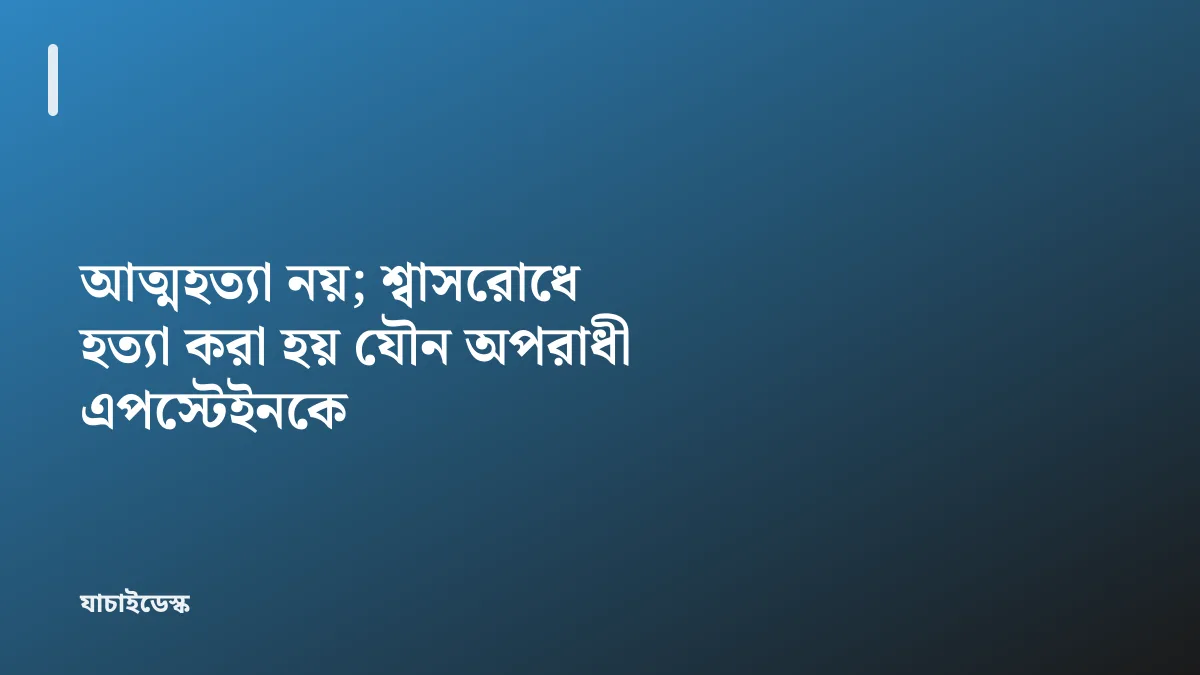 আত্মহত্যা নয়; শ্বাসরোধে
হত্যা করা হয় যৌন অপরাধী
এপস্টেইনকে
যাচাইডেস্ক